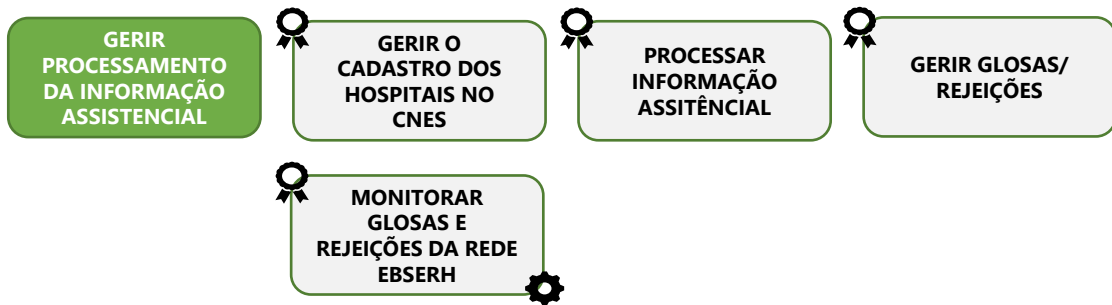 GERIR
PROCESSAMENTO
DA INFORMAÇÃO
ASSISTENCIAL
GERIR O
CADASTRO DOS
HOSPITAIS NO
CNES
PROCESSAR
INFORMAÇÃO
ASSITÊNCIAL
GERIR GLOSAS/
REJEIÇÕES
MONITORAR
GLOSAS E
REJEIÇÕES DA REDE
EBSERH